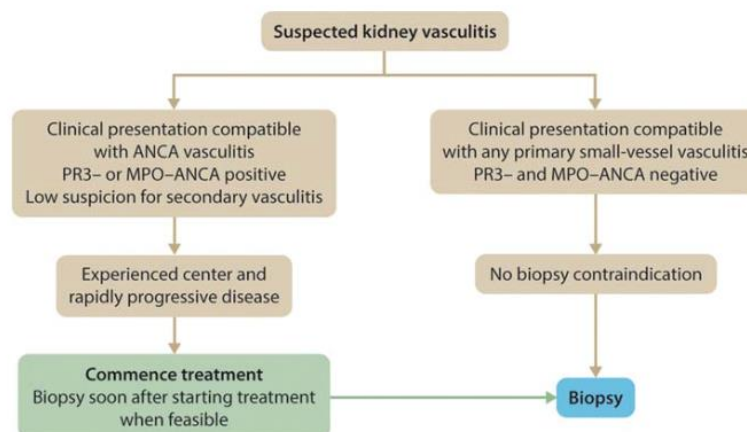 Suspected kidney vasculitis
Clinical presentation compatible
with ANCA vasculitis
PR3– or MPO–ANCA positive
Low suspicion for secondary vasculitis
Clinical presentation compatible
with any primary small-vessel vasculitis
PR3– and MPO–ANCA negative
Experienced center and
rapidly progressive disease
No biopsy contraindication
Commence treatment
Biopsy soon after starting treatment
when feasible
Biopsy